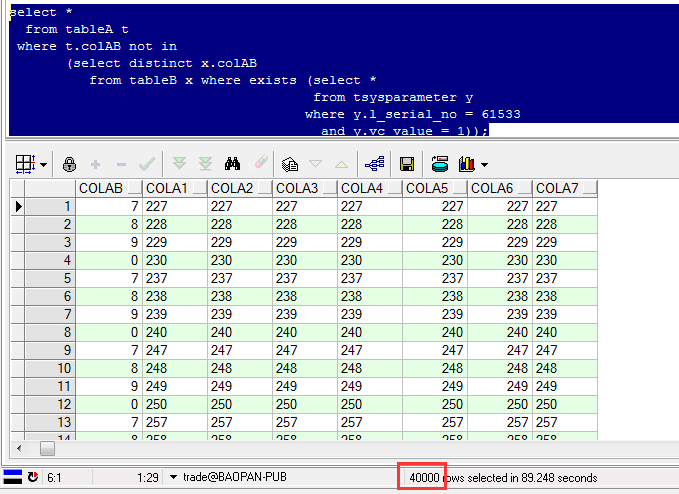 select *
from tableA t
where t.colAB not in
(select distinct x.colAB
from tableB x where exists (select *
from tsysparameter y
where y.l_serial_no = 61533
and y.vc_value = 1));
COLAB COLA1 COLA2 COLA3 COLA4 COLA5 COLA6 COLA7
1 7 227 227 227 227 227 227 227
2 8 228 228 228 228 228 228 228
3 9 229 229 229 229 229 229 229
4 0 230 230 230 230 230 230 230
5 7 237 237 237 237 237 237 237
6 8 238 238 238 238 238 238 238
7 9 239 239 239 239 239 239 239
8 0 240 240 240 240 240 240 240
9 7 247 247 247 247 247 247 247
10 8 248 248 248 248 248 248 248
11 9 249 249 249 249 249 249 249
12 0 250 250 250 250 250 250 250
13 7 257 257 257 257 257 257 257
14 8 258 258 258 258 258 258 258
6:1 1:29 trade@BAOPAN-PUB 40000 rows selected in 89.248 seconds